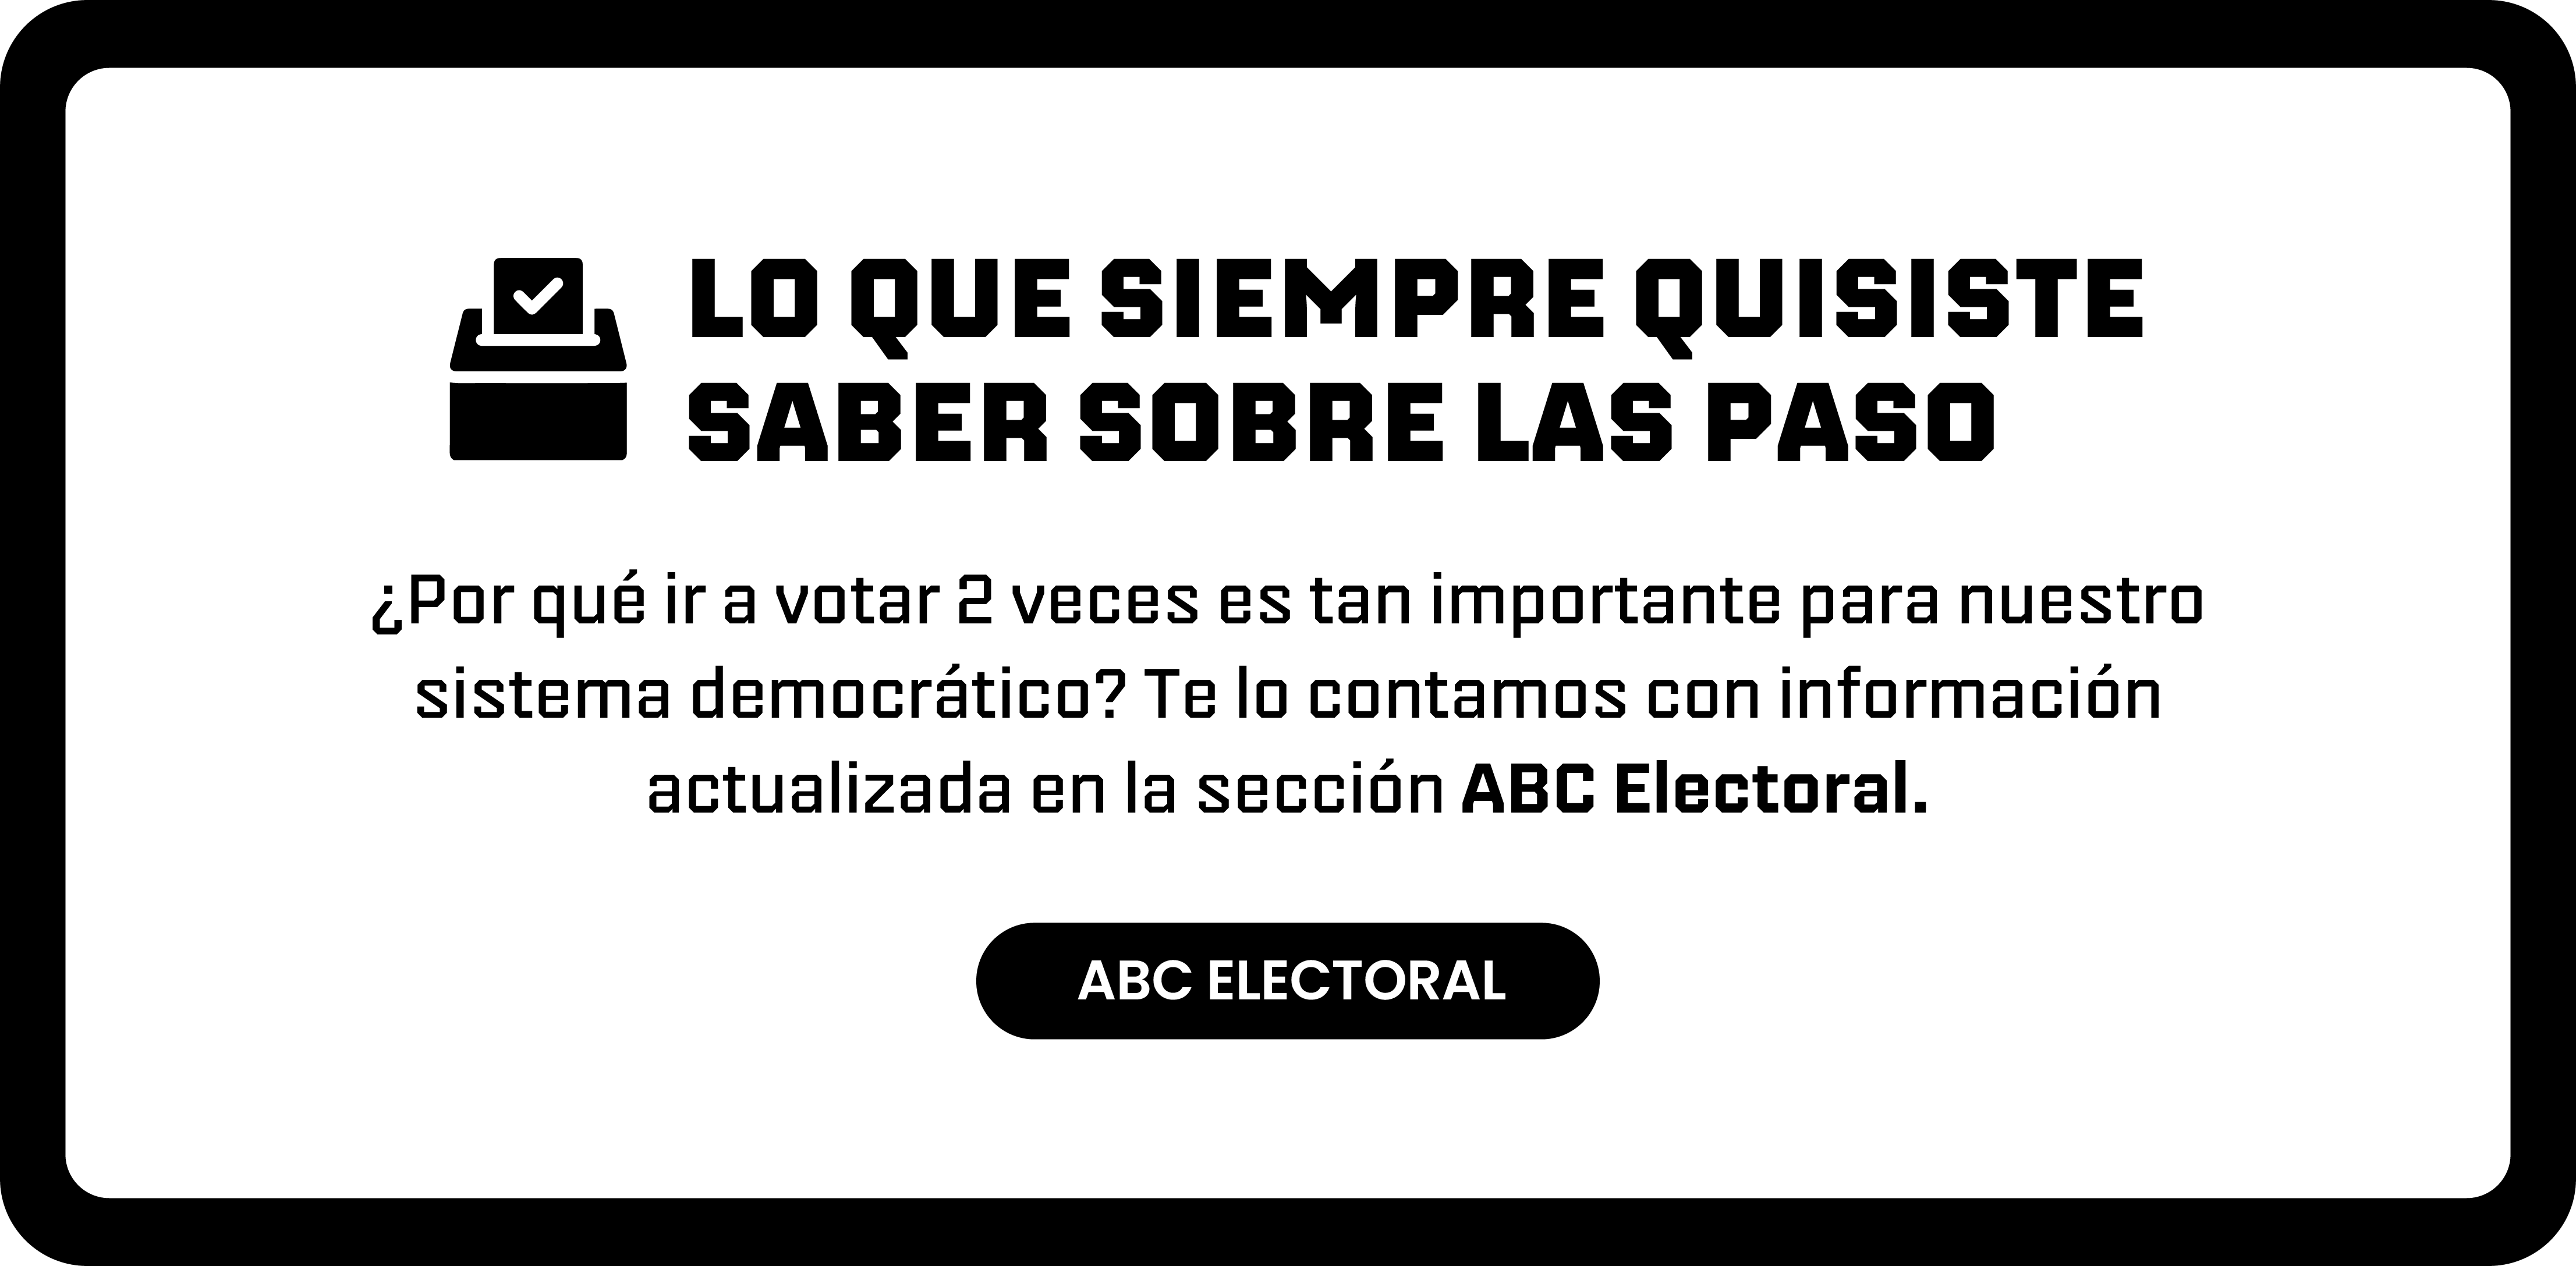 LO QUE SIEMPRE QUISISTE
SABER SOBRE LAS PASO
¿Por qué ir a votar 2 veces es tan importante para nuestro
sistema democrático? Te lo contamos con información
actualizada en la sección ABC Electoral.
ABC ELECTORAL